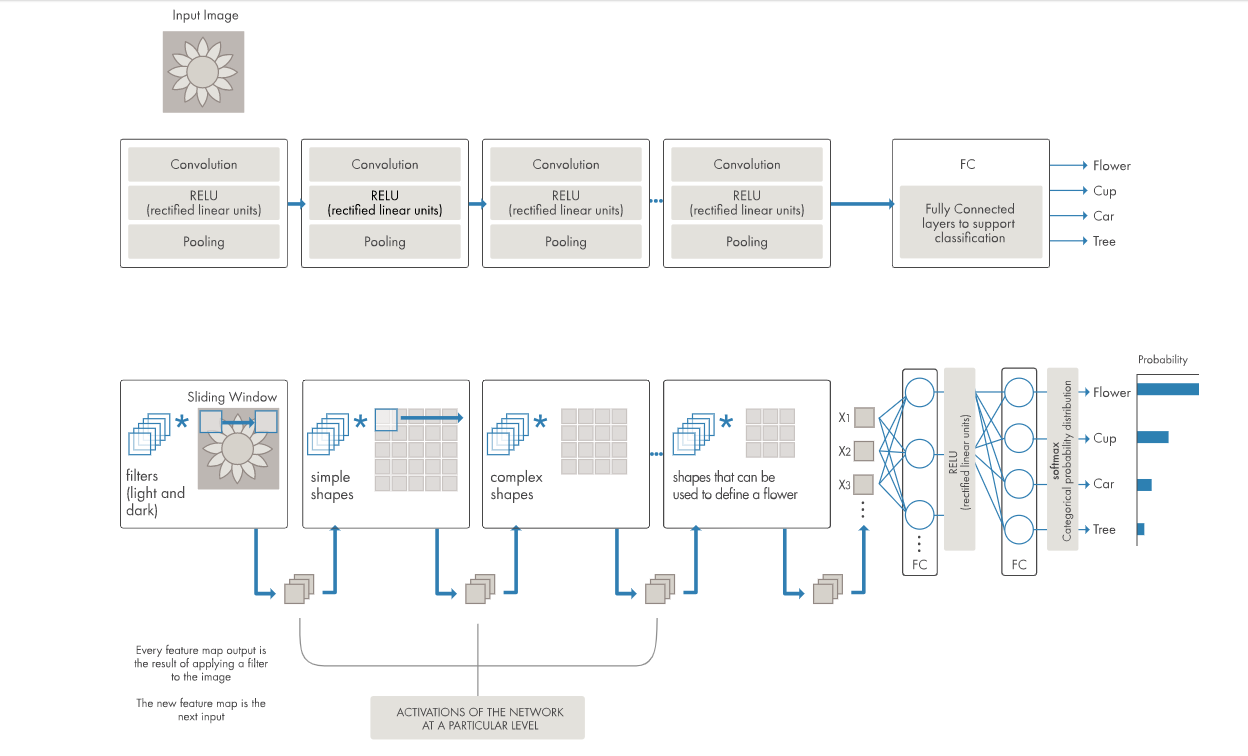 Input Image
Convolution
RELU
(rectified linear units)
Pooling
Convolution
RELU
(rectified linear units)
Pooling
Convolution
RELU
(rectified linear units)
Pooling
Convolution
RELU
(rectified linear units)
Pooling
FC
Fully Connected
layers to support
classification
Flower
Cup
Car
Tree
Sliding Window
*
filters
(light and
dark)
*
simple
shapes
*
complex
shapes
*
shapes that can be
used to define a flower
X1
X2
X3
FC
RELU
(rectified linear units)
FC
softmax
Categorical probability distribution
Probability
Flower
Cup
Car
Tree
Every feature map output is
the result of applying a filter
to the image
The new feature map is the
next input
ACTIVATIONS OF THE NETWORK
AT A PARTICULAR LEVEL